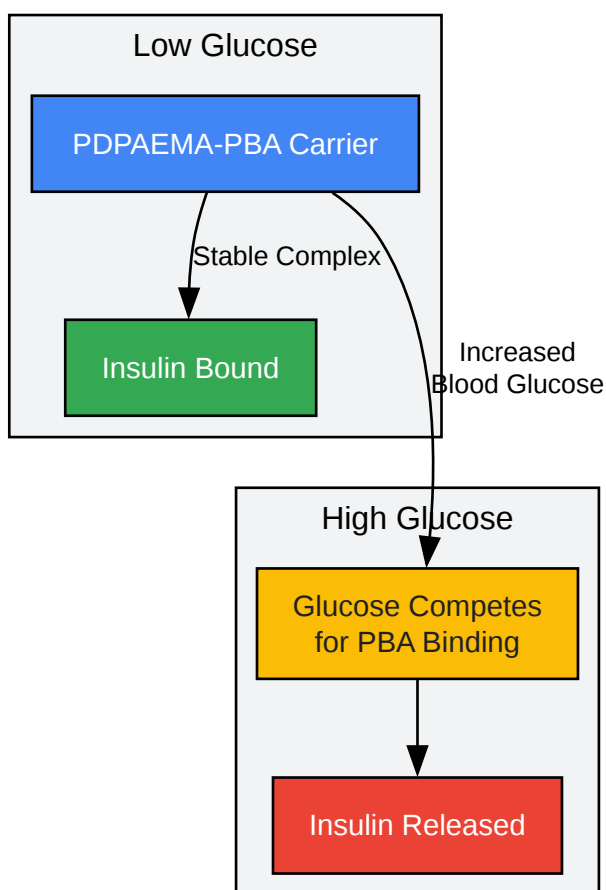 Low Glucose
PDPAEMA-PBA Carrier
Stable Complex
Insulin Bound
Increased
Blood Glucose
High Glucose
Glucose Competes
for PBA Binding
Insulin Released